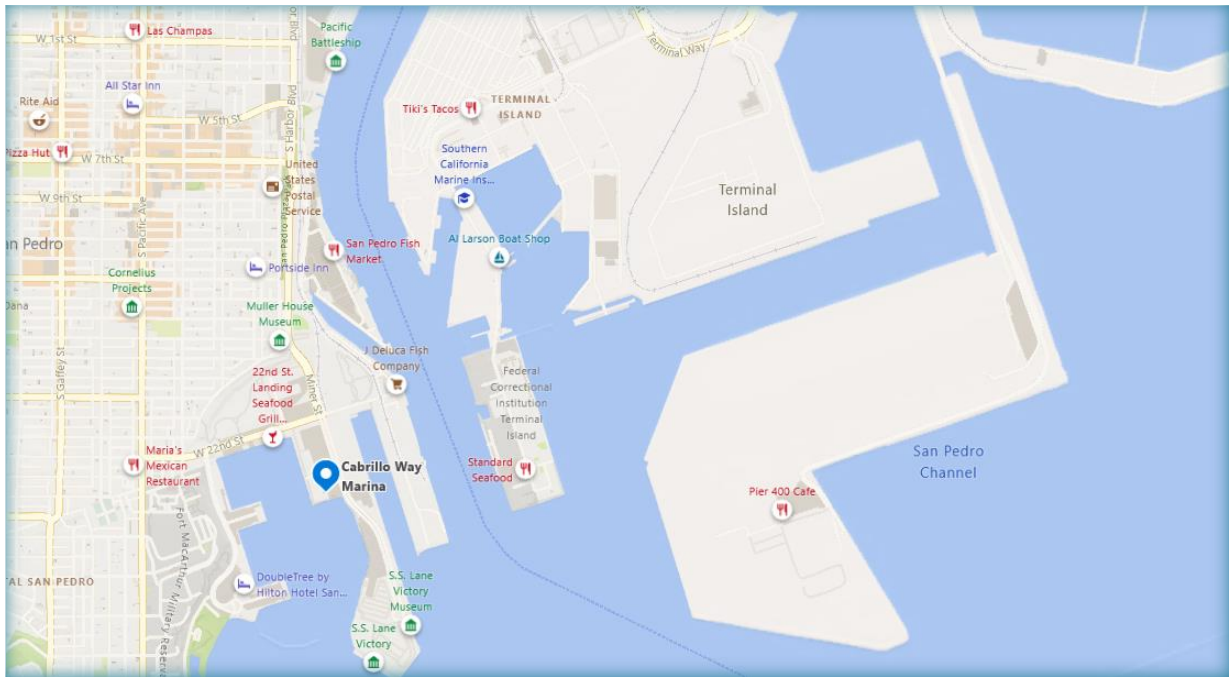 Las Champas
W 1st St
Pacific
Battleship
Terminal Way
All Star Inn
Rite Aid
W 5th St
S Harbor Blvd
Tiki's Tacos
TERMINAL
ISLAND
Pizza Hut
W 7th St
Southern
California
Marine Ins...
United
States
Postal
Service
W 9th St
S Pacific Ave
Terminal
Island
San Pedro Fish
Market
Al Larson Boat Shop
Portside Inn
Cornelius
Projects
Muller House
Museum
J Deluca Fish
Company
S Gaffey St
Miner St
22nd St.
Landing
Seafood
Grill...
Federal
Correctional
Institution
Terminal
Island
W 22nd St
Maria's
Mexican
Restaurant
Cabrillo Way
Marina
Standard
Seafood
San Pedro
Channel
Pier 400 Cafe
Fort MacArthur Military Reserva
DoubleTree by
Hilton Hotel San...
S.S. Lane
Victory
Museum
S.S. Lane
Victory